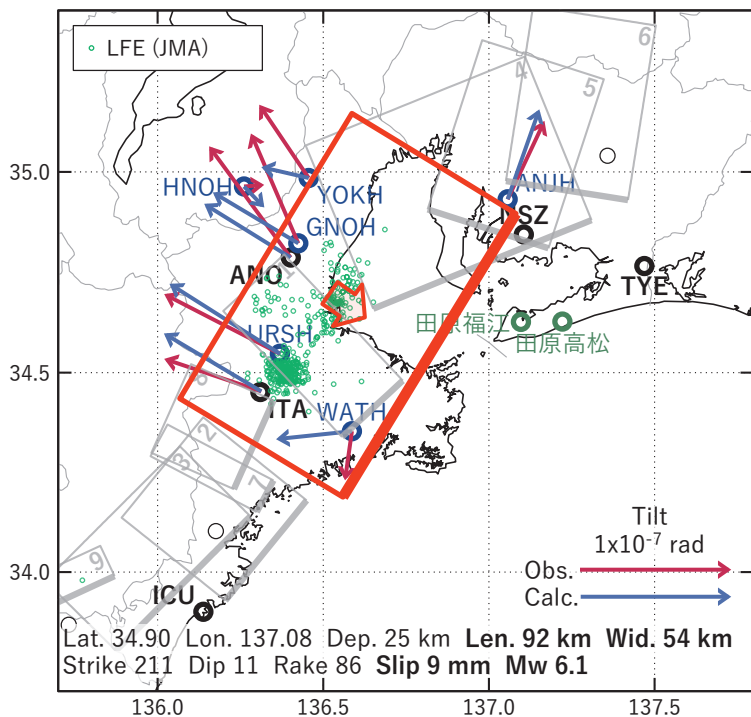 LFE (JMA)
6
4
5
35.0
HNOH
YOKH
ANJH
GNOH
NSZ
ANO
1
TYE
URSH
田原福江
田原高松
34.5
8
ITA
WATH
2
3
7
Tilt
1x10-7 rad
Obs.
Calc.
9
34.0
ICU
Lat. 34.90 Lon. 137.08 Dep. 25 km Len. 92 km Wid. 54 km
Strike 211 Dip 11 Rake 86 Slip 9 mm Mw 6.1
136.0 136.5 137.0 137.5